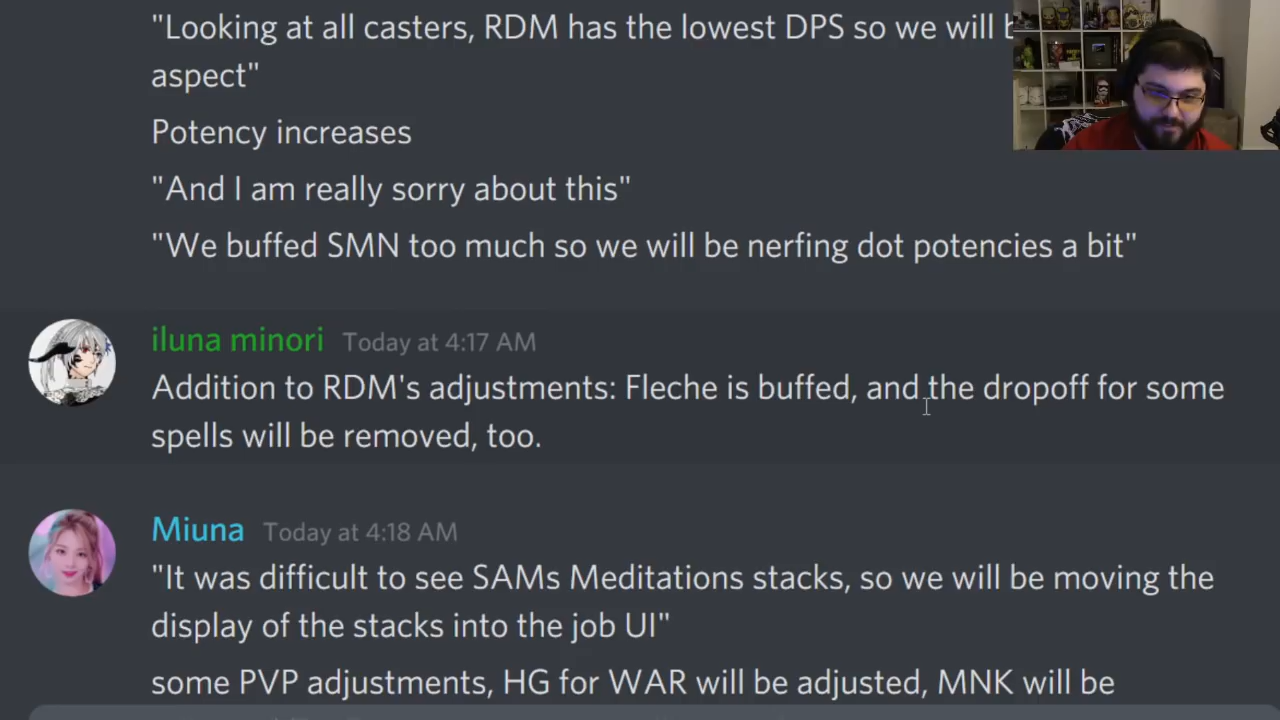 "Looking at all casters, RDM has the lowest DPS so we will
aspect"
Potency increases
"And I am really sorry about this"
"We buffed SMN too much so we will be nerfing dot potencies a bit"
iluna minori Today at 4:17 AM
Addition to RDM's adjustments: Fleche is buffed, and the dropoff for some
spells will be removed, too.
Miuna Today at 4:18 AM
"It was difficult to see SAMs Meditations stacks, so we will be moving the
display of the stacks into the job UI"
some PVP adjustments, HG for WAR will be adjusted, MNK will be